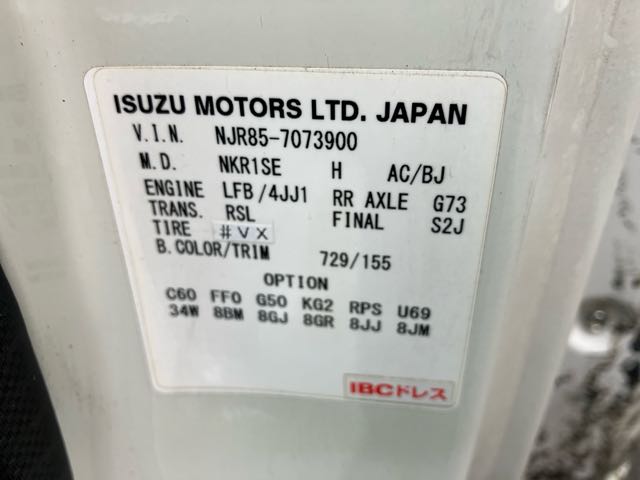 ISUZU MOTORS LTD. JAPAN
V.I.N. NJR85-7073900
M.D. NKR1SE H AC/BJ
ENGINE LFB/4JJ1 RR AXLE G73
TRANS. RSL FINAL S2J
TIRE #VX
B.COLOR/TRIM 729/155
OPTION
C60 FF0 G50 KG2 RPS U69
34W 8BM 8GJ 8GR 8JJ 8JM
IBCドレス